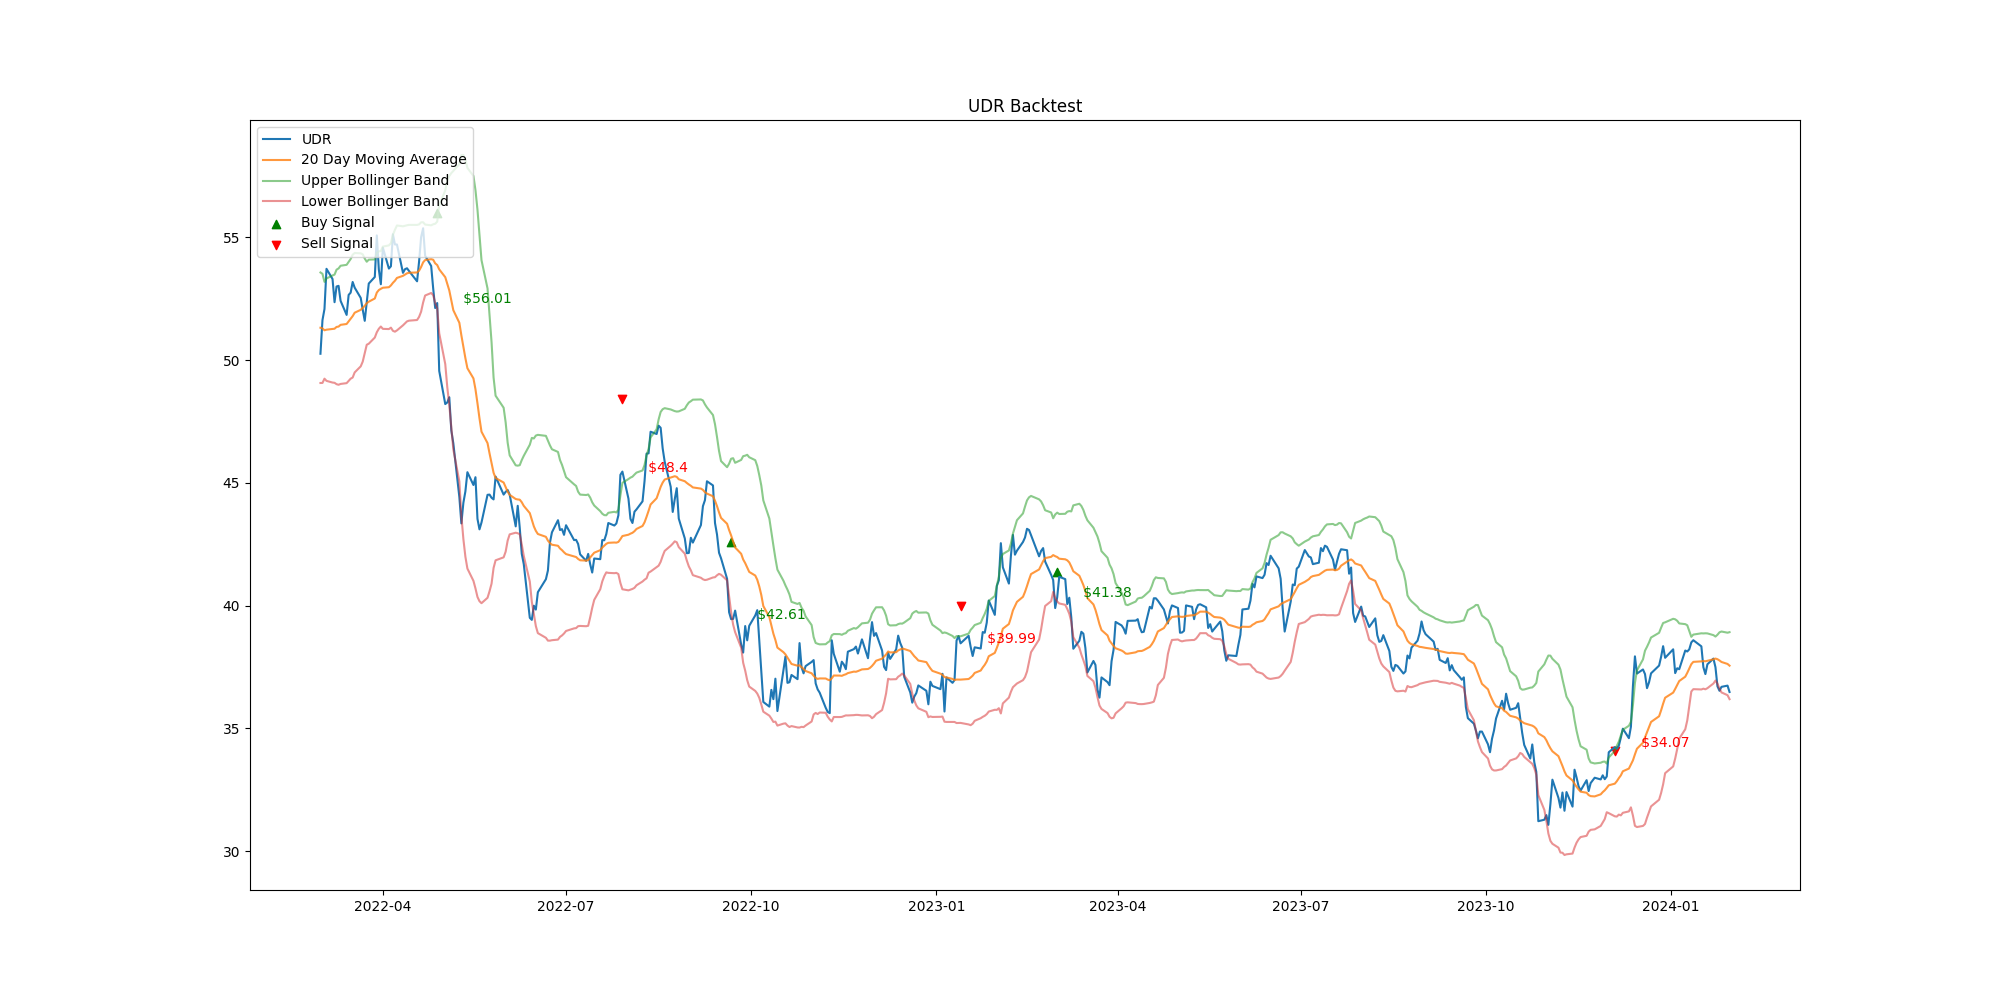 UDR Backtest
UDR
20 Day Moving Average
Upper Bollinger Band
Lower Bollinger Band
Buy Signal
Sell Signal
55
50
45
40
35
30
$56.01
$48.4
$42.61
$39.99
$41.38
$34.07
2022-04
2022-07
2022-10
2023-01
2023-04
2023-07
2023-10
2024-01